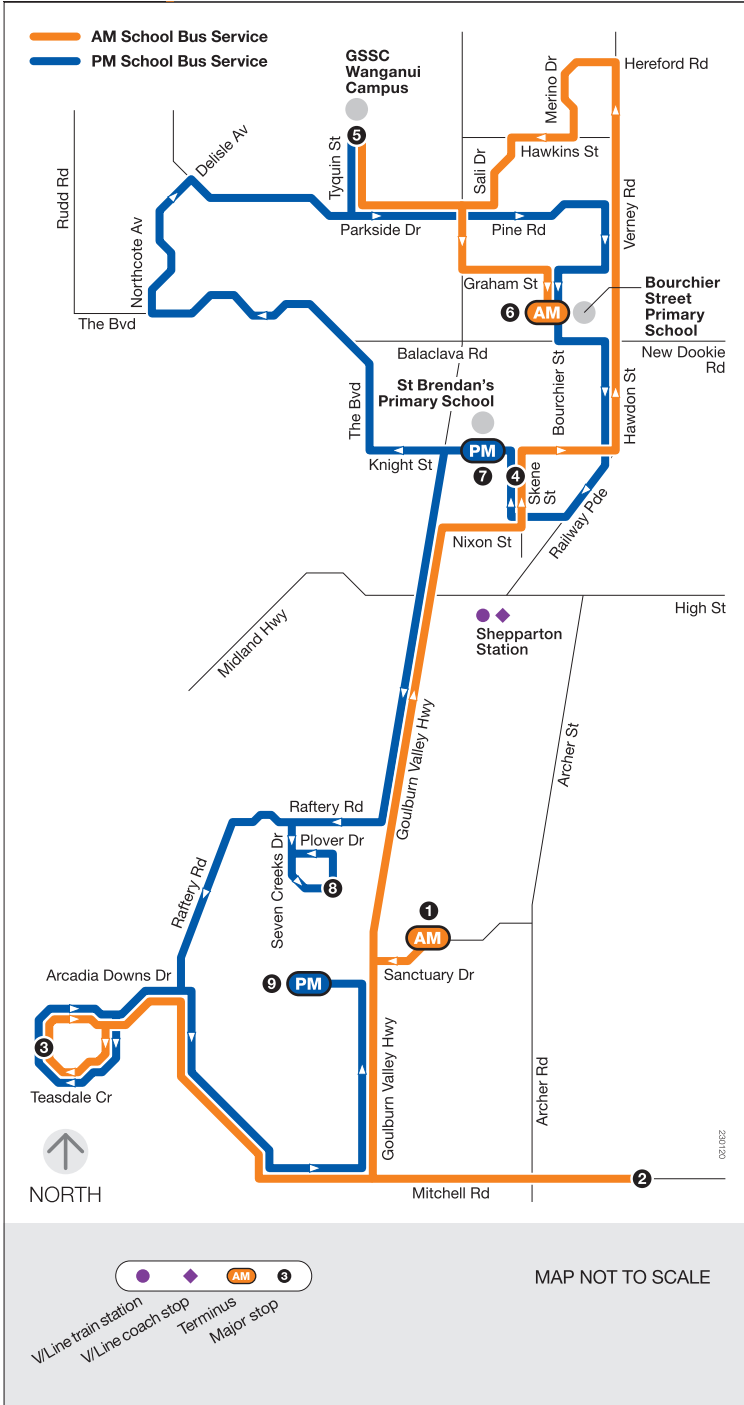 AM School Bus Service
PM School Bus Service
GSSC
Wanganui
Campus
Hereford Rd
Merino Dr
Delisle Av
5
Tyquin St
Hawkins St
Sali Dr
Rudd Rd
Verney Rd
Northcote Av
Parkside Dr
Pine Rd
Graham St
Bourchier
Street
Primary
School
6
AM
The Bvd
Balaclava Rd
New Dookie
Rd
Bourchier St
Hawdon St
St Brendan's
Primary School
The Bvd
PM
Knight St
7
4
Skene
St
Railway Pde
Nixon St
High St
Midland Hwy
Shepparton
Station
Goulburn Valley Hwy
Archer St
Raftery Rd
Plover Dr
Seven Creeks Dr
8
Raftery Rd
1
AM
Sanctuary Dr
Arcadia Downs Dr
9
PM
3
Goulburn Valley Hwy
Archer Rd
Teasdale Cr
230120
2
Mitchell Rd
NORTH
AM
3
V/Line train station
V/Line coach stop
Terminus
Major stop
MAP NOT TO SCALE